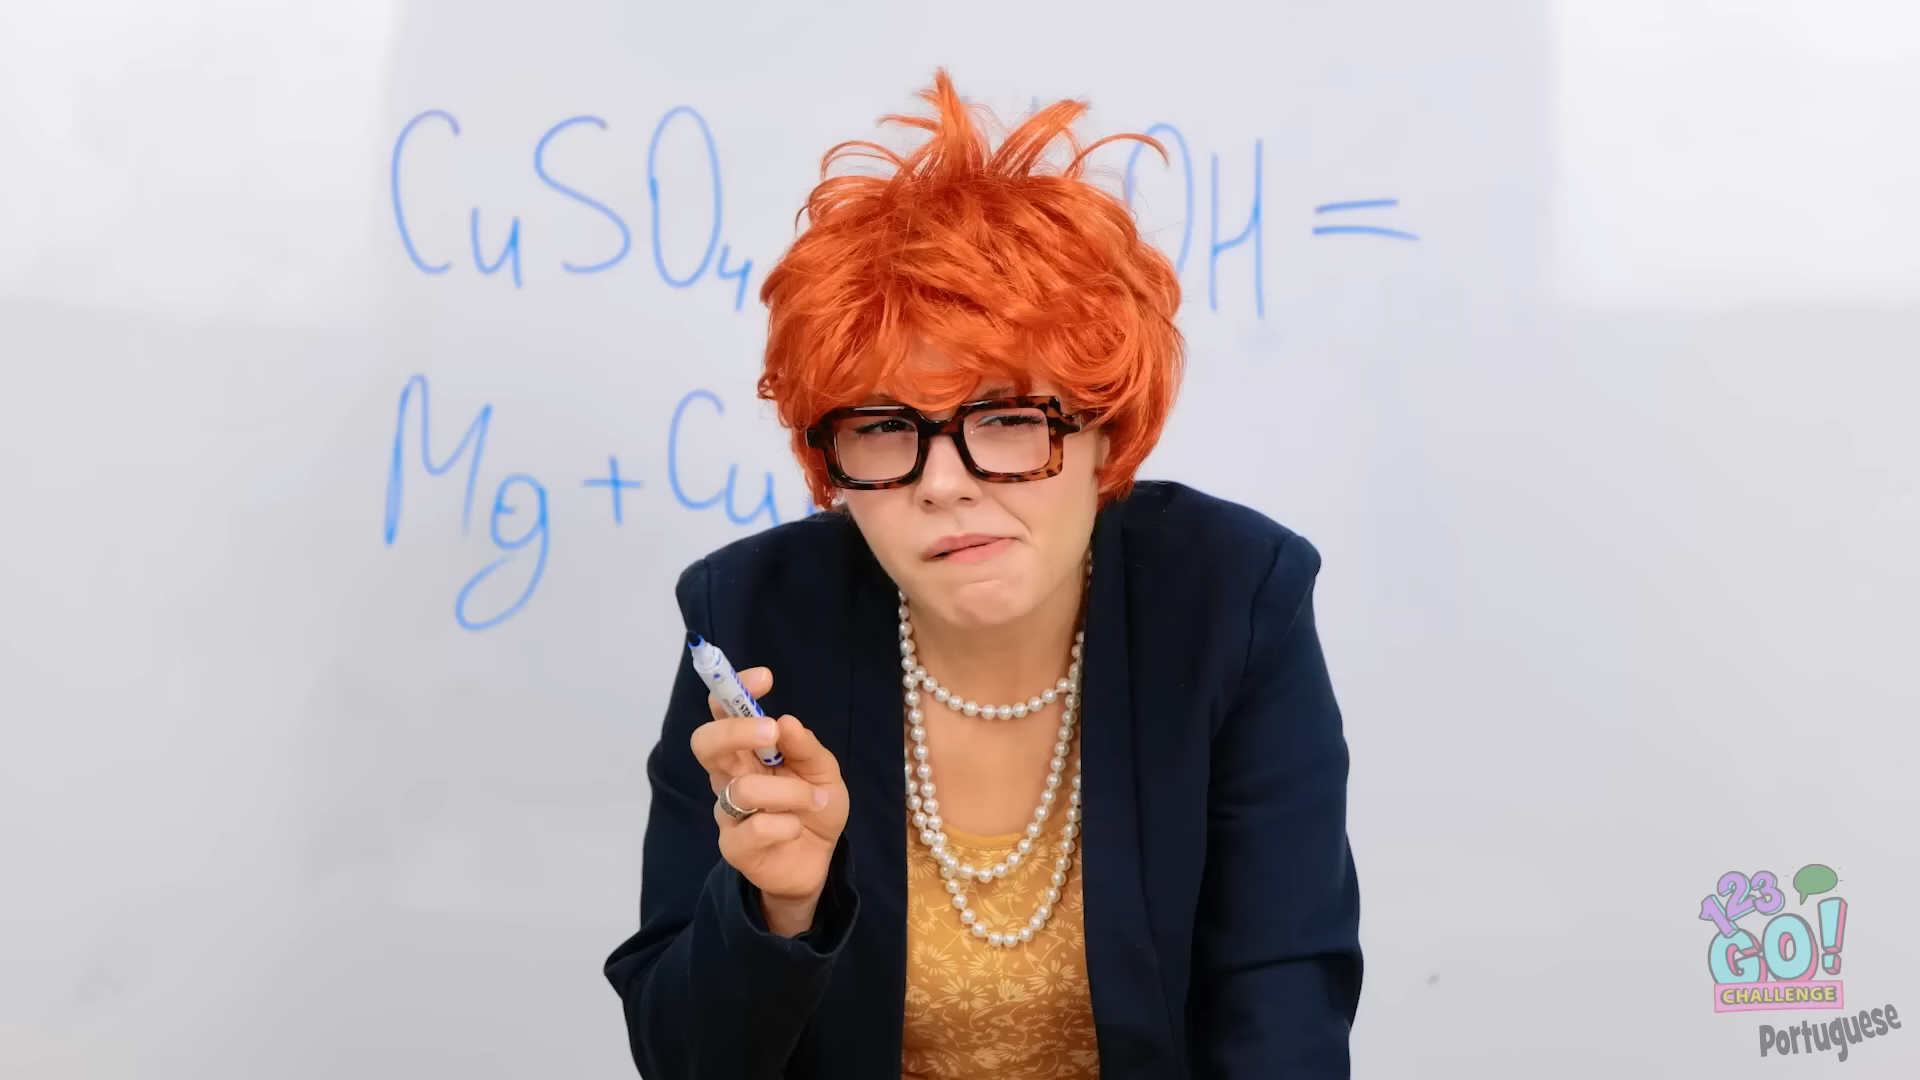 CuSO₄ OH =
Mg + Cu
123
GO!
CHALLENGE
Portuguese